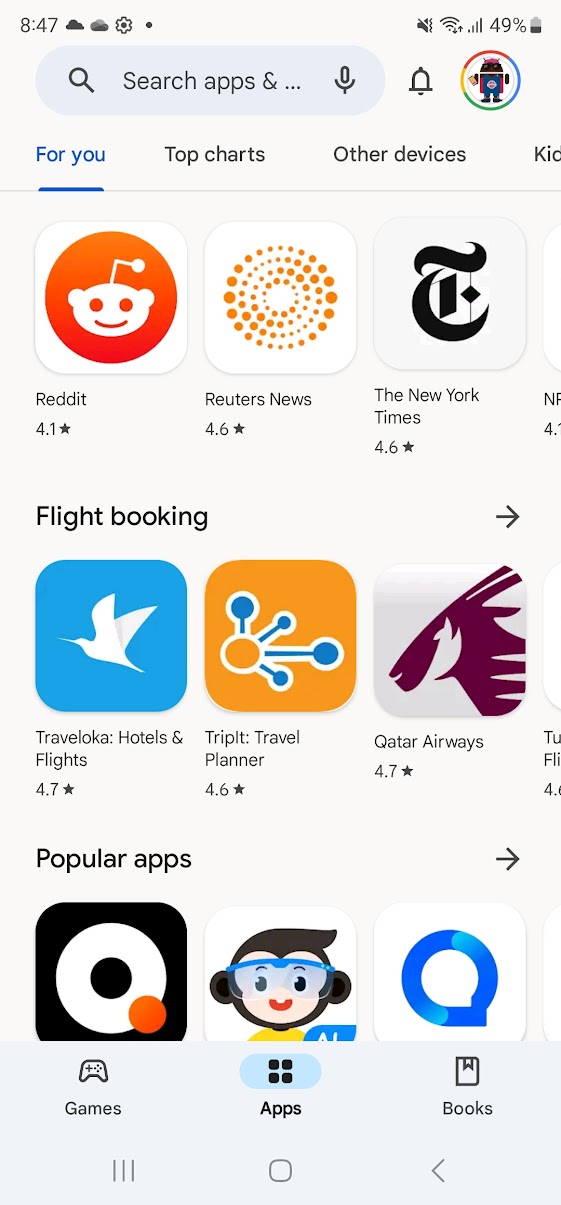 8:47
49%
Search apps & ...
For you
Top charts
Other devices
Kid
Reddit
4.1★
Reuters News
4.6★
The New York
Times
4.6★
4.1
Flight booking
Traveloka: Hotels &
Flights
4.7★
TripIt: Travel
Planner
4.6★
Qatar Airways
4.7★
Tu
Fli
4.6
Popular apps
Games
Apps
Books